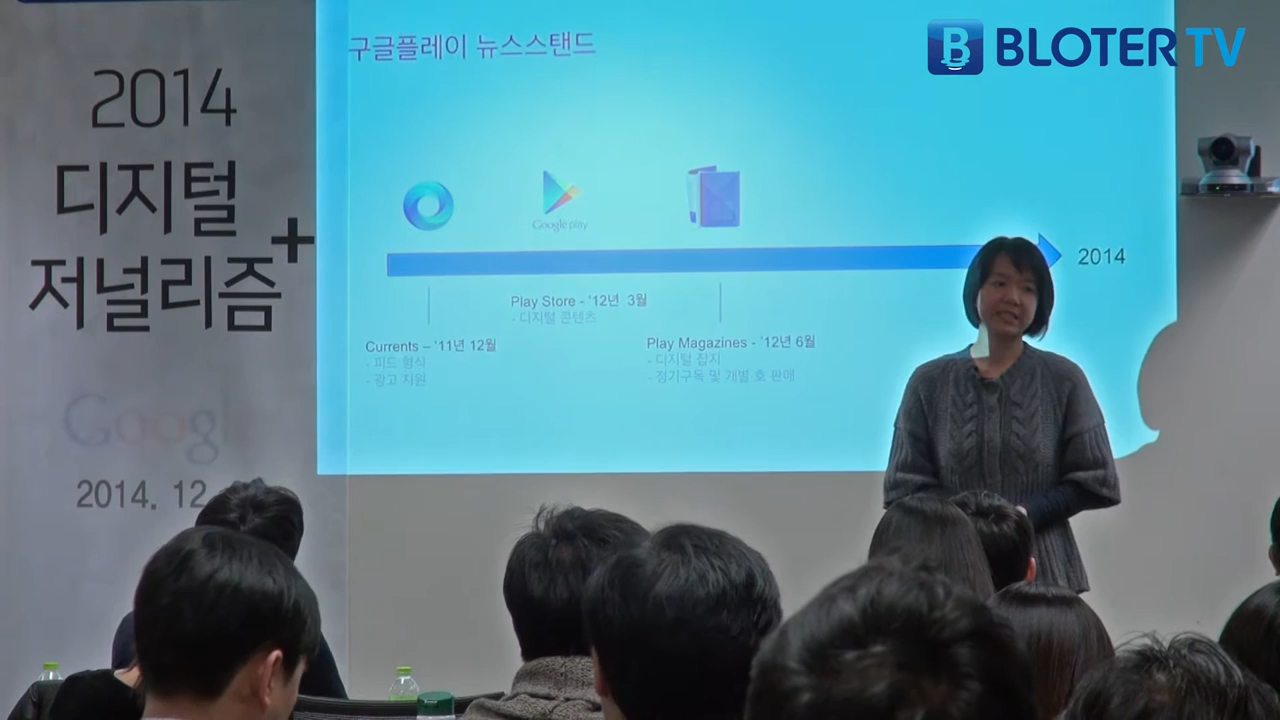 BLOTER TV
2014
디지털
저널리즘
+
Googl
2014. 12
구글플레이 뉴스스탠드
Google play
2014
Play Store - '12년 3월
- 디지털 콘텐츠
Currents – '11년 12월
- 피드 형식
- 광고 지원
Play Magazines - '12년 6월
- 디지털 잡지
- 정기구독 및 개별 호 판매